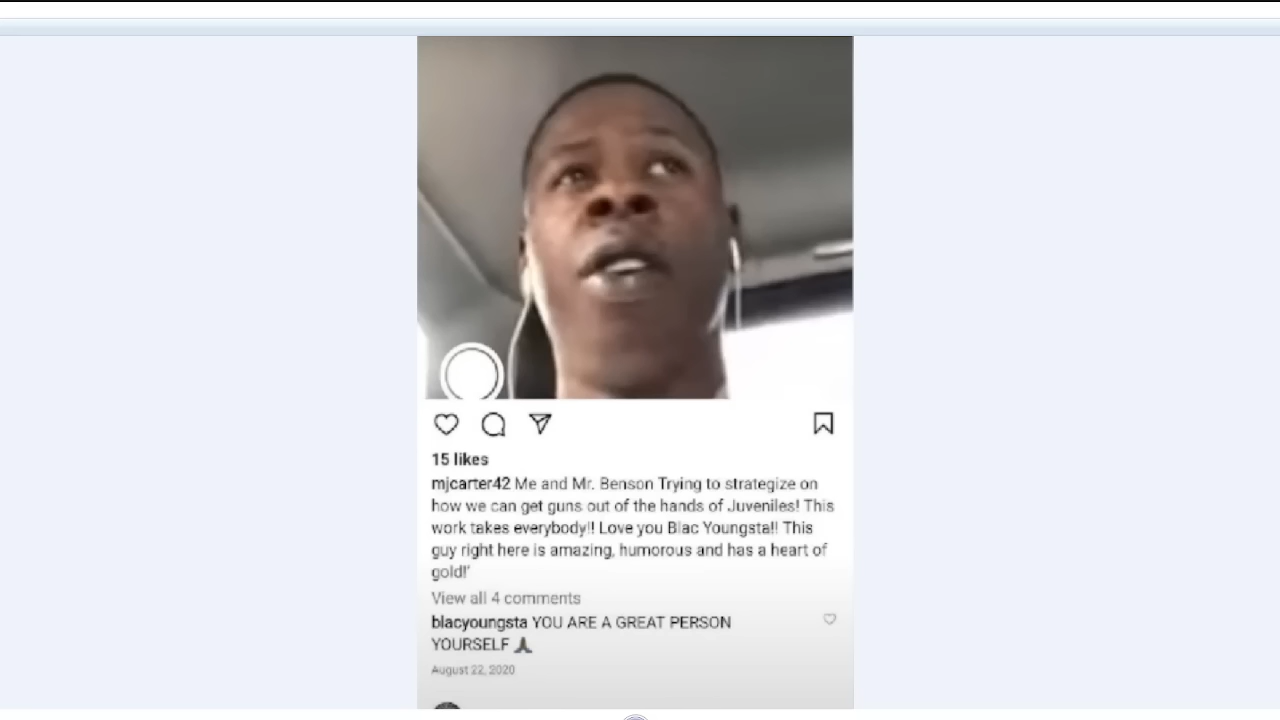 15 likes
mjcarter42 Me and Mr. Benson Trying to strategize on
how we can get guns out of the hands of Juveniles! This
work takes everybody!! Love you Blac Youngsta!! This
guy right here is amazing, humorous and has a heart of
gold!'
View all 4 comments
blacyoungsta YOU ARE A GREAT PERSON
YOURSELF 🙏🏿
August 22, 2020